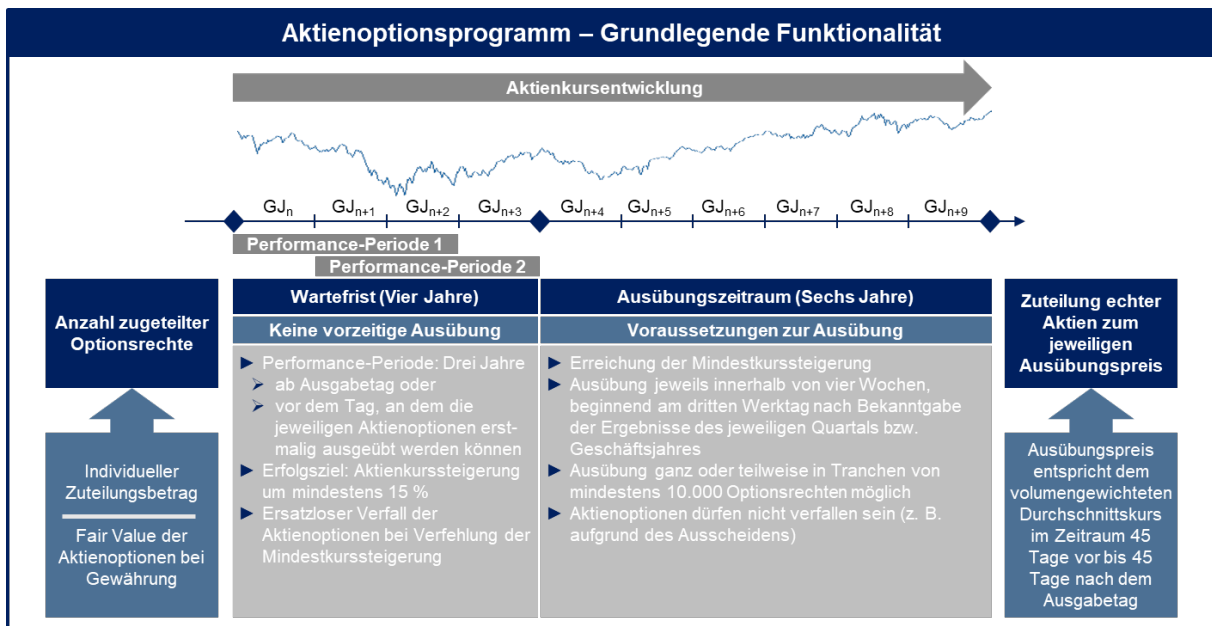 Aktienoptionsprogramm – Grundlegende Funktionalität
Aktienkursentwicklung
GJn
GJn+1
GJn+2
GJn+3
GJn+4
GJn+5
GJn+6
GJn+7
GJn+8
GJn+9
Performance-Periode 1
Performance-Periode 2
Anzahl zugeteilter
Optionsrechte
Individueller
Zuteilungsbetrag
Fair Value der
Aktienoptionen bei
Gewährung
Wartefrist (Vier Jahre)
Keine vorzeitige Ausübung
► Performance-Periode: Drei Jahre
➢ ab Ausgabetag oder
➢ vor dem Tag, an dem die
jeweiligen Aktienoptionen erst-
malig ausgeübt werden können
► Erfolgsziel: Aktienkurssteigerung
um mindestens 15 %
► Ersatzloser Verfall der
Aktienoptionen bei Verfehlung der
Mindestkurssteigerung
Ausübungszeitraum (Sechs Jahre)
Voraussetzungen zur Ausübung
► Erreichung der Mindestkurssteigerung
► Ausübung jeweils innerhalb von vier Wochen,
beginnend am dritten Werktag nach Bekanntgabe
der Ergebnisse des jeweiligen Quartals bzw.
Geschäftsjahres
► Ausübung ganz oder teilweise in Tranchen von
mindestens 10.000 Optionsrechten möglich
► Aktienoptionen dürfen nicht verfallen sein (z. B.
aufgrund des Ausscheidens)
Zuteilung echter
Aktien zum
jeweiligen
Ausübungspreis
Ausübungspreis
entspricht dem
volumengewichteten
Durchschnittskurs
im Zeitraum 45
Tage vor bis 45
Tage nach dem
Ausgabetag